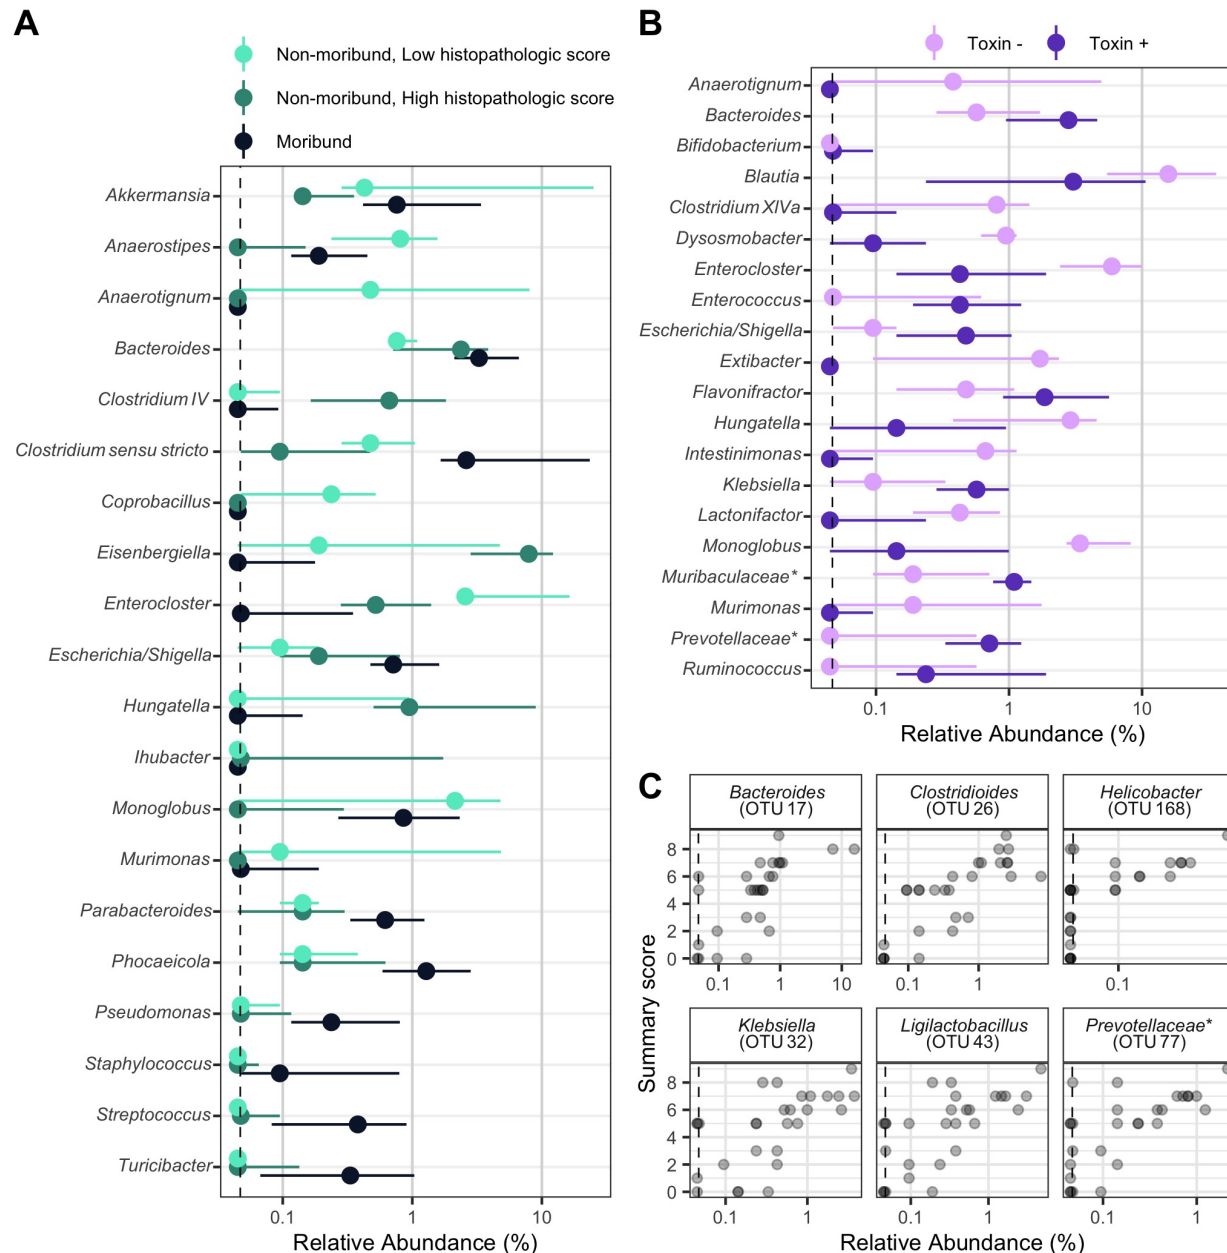 A
Non-moribund, Low histopathologic score
Non-moribund, High histopathologic score
Moribund
Akkermansia
Anaerostipes
Anaerotignum
Bacteroides
Clostridium IV
Clostridium sensu stricto
Coprobacillus
Eisenbergiella
Enterocloster
Escherichia/Shigella
Hungatella
Ihubacter
Monoglobus
Murimonas
Parabacteroides
Phocaeicola
Pseudomonas
Staphylococcus
Streptococcus
Turicibacter
0.1 1 10
Relative Abundance (%)
B
Toxin - Toxin +
Anaerotignum
Bacteroides
Bifidobacterium
Blautia
Clostridium XIVa
Dysosmobacter
Enterocloster
Enterococcus
Escherichia/Shigella
Extibacter
Flavonifractor
Hungatella
Intestinimonas
Klebsiella
Lactonifactor
Monoglobus
Muribaculaceae*
Murimonas
Prevotellaceae*
Ruminococcus
0.1 1 10
Relative Abundance (%)
C
Summary score
Bacteroides
(OTU 17)
Clostridioides
(OTU 26)
Helicobacter
(OTU 168)
8
6
4
2
0
0.1 1 10
0.1 1
0.1
Klebsiella
(OTU 32)
Ligilactobacillus
(OTU 43)
Prevotellaceae*
(OTU 77)
8
6
4
2
0
0.1 1
0.1 1
0.1 1
Relative Abundance (%)